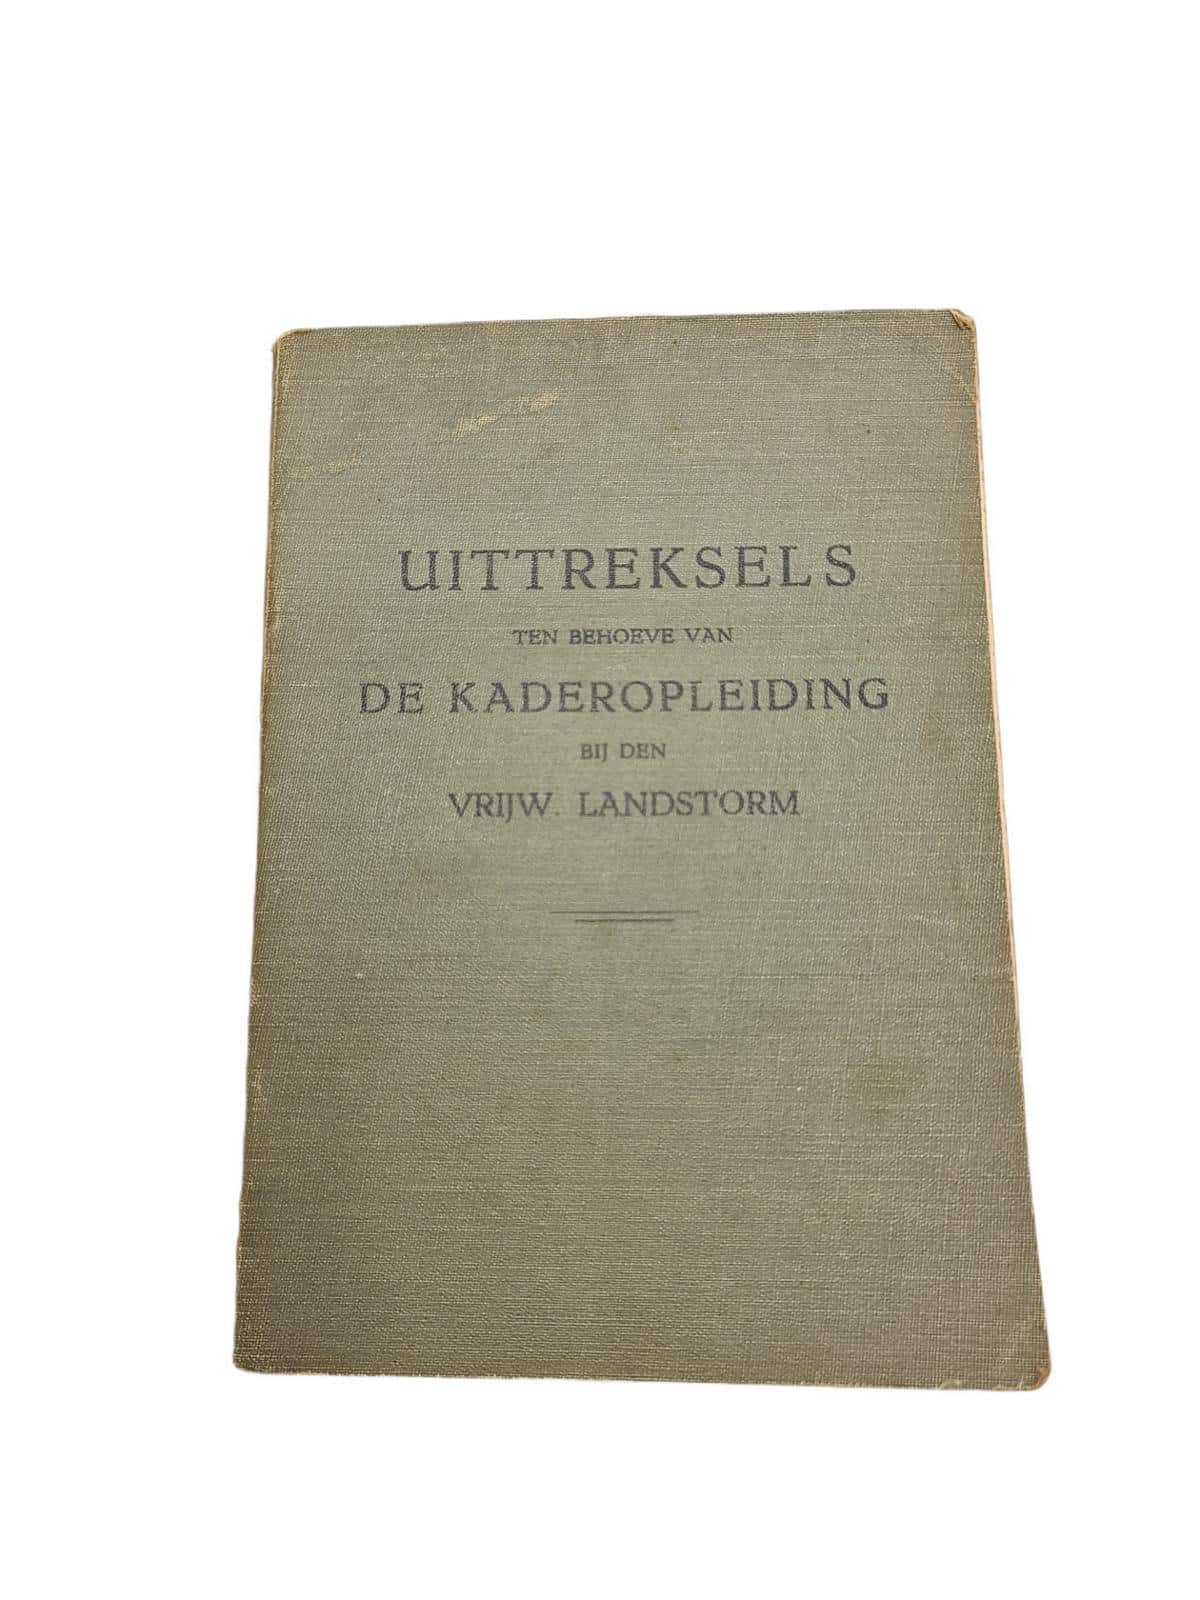 UITTREKSELS
TEN BEHOEVE VAN
DE KADEROPLEIDING
BIJ DEN
VRIJW. LANDSTORM